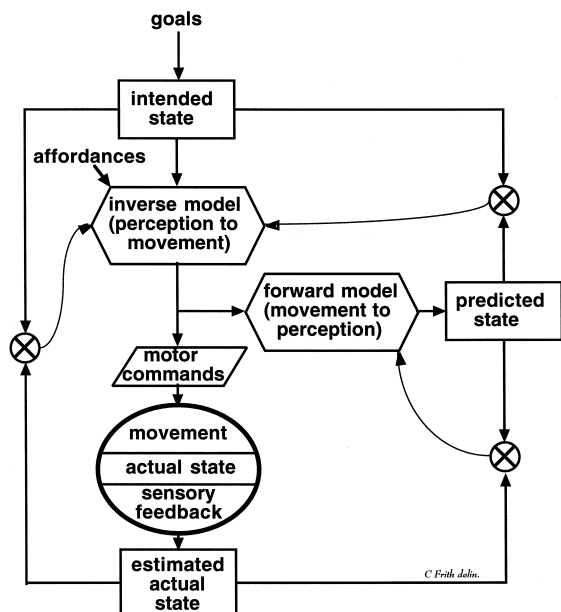 goals
intended
state
affordances
inverse model
(perception to
movement)
forward model
(movement to
perception)
predicted
state
motor
commands
movement
actual state
sensory
feedback
estimated
actual
state
C Frith delin.